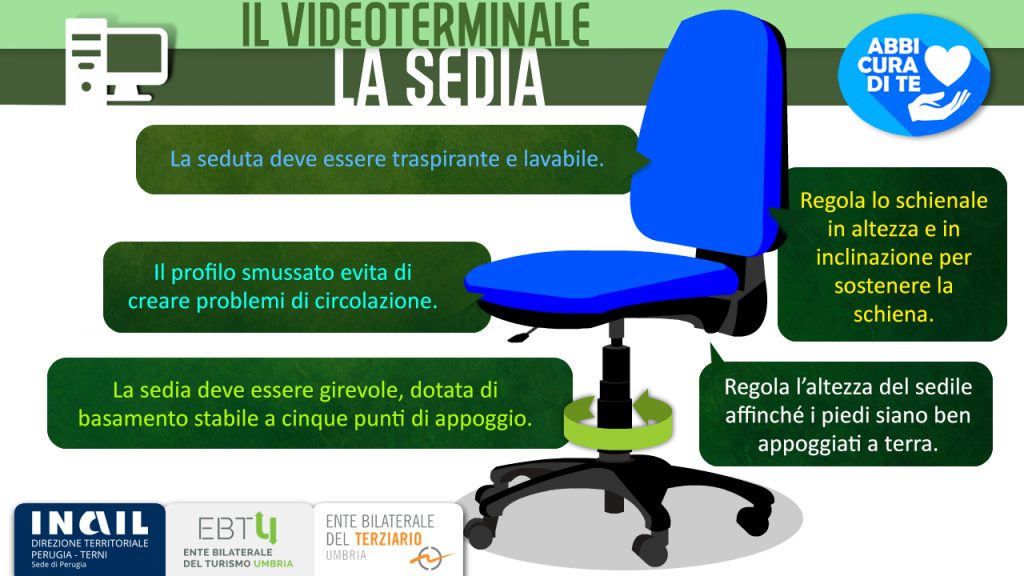 IL VIDEOTERMINALE
LA SEDIA
ABBI
CURA
DI TE
La seduta deve essere traspirante e lavabile.
Regola lo schienale
in altezza e in
inclinazione per
sostenere la
schiena.
Il profilo smussato evita di
creare problemi di circolazione.
La sedia deve essere girevole, dotata di
basamento stabile a cinque punti di appoggio.
Regola l'altezza del sedile
affinché i piedi siano ben
appoggiati a terra.
INAIL
DIREZIONE TERRITORIALE
PERUGIA - TERNI
Sede di Perugia
EBTU
ENTE BILATERALE
DEL TURISMO UMBRIA
ENTE BILATERALE
DEL TERZIARIO
UMBRIA